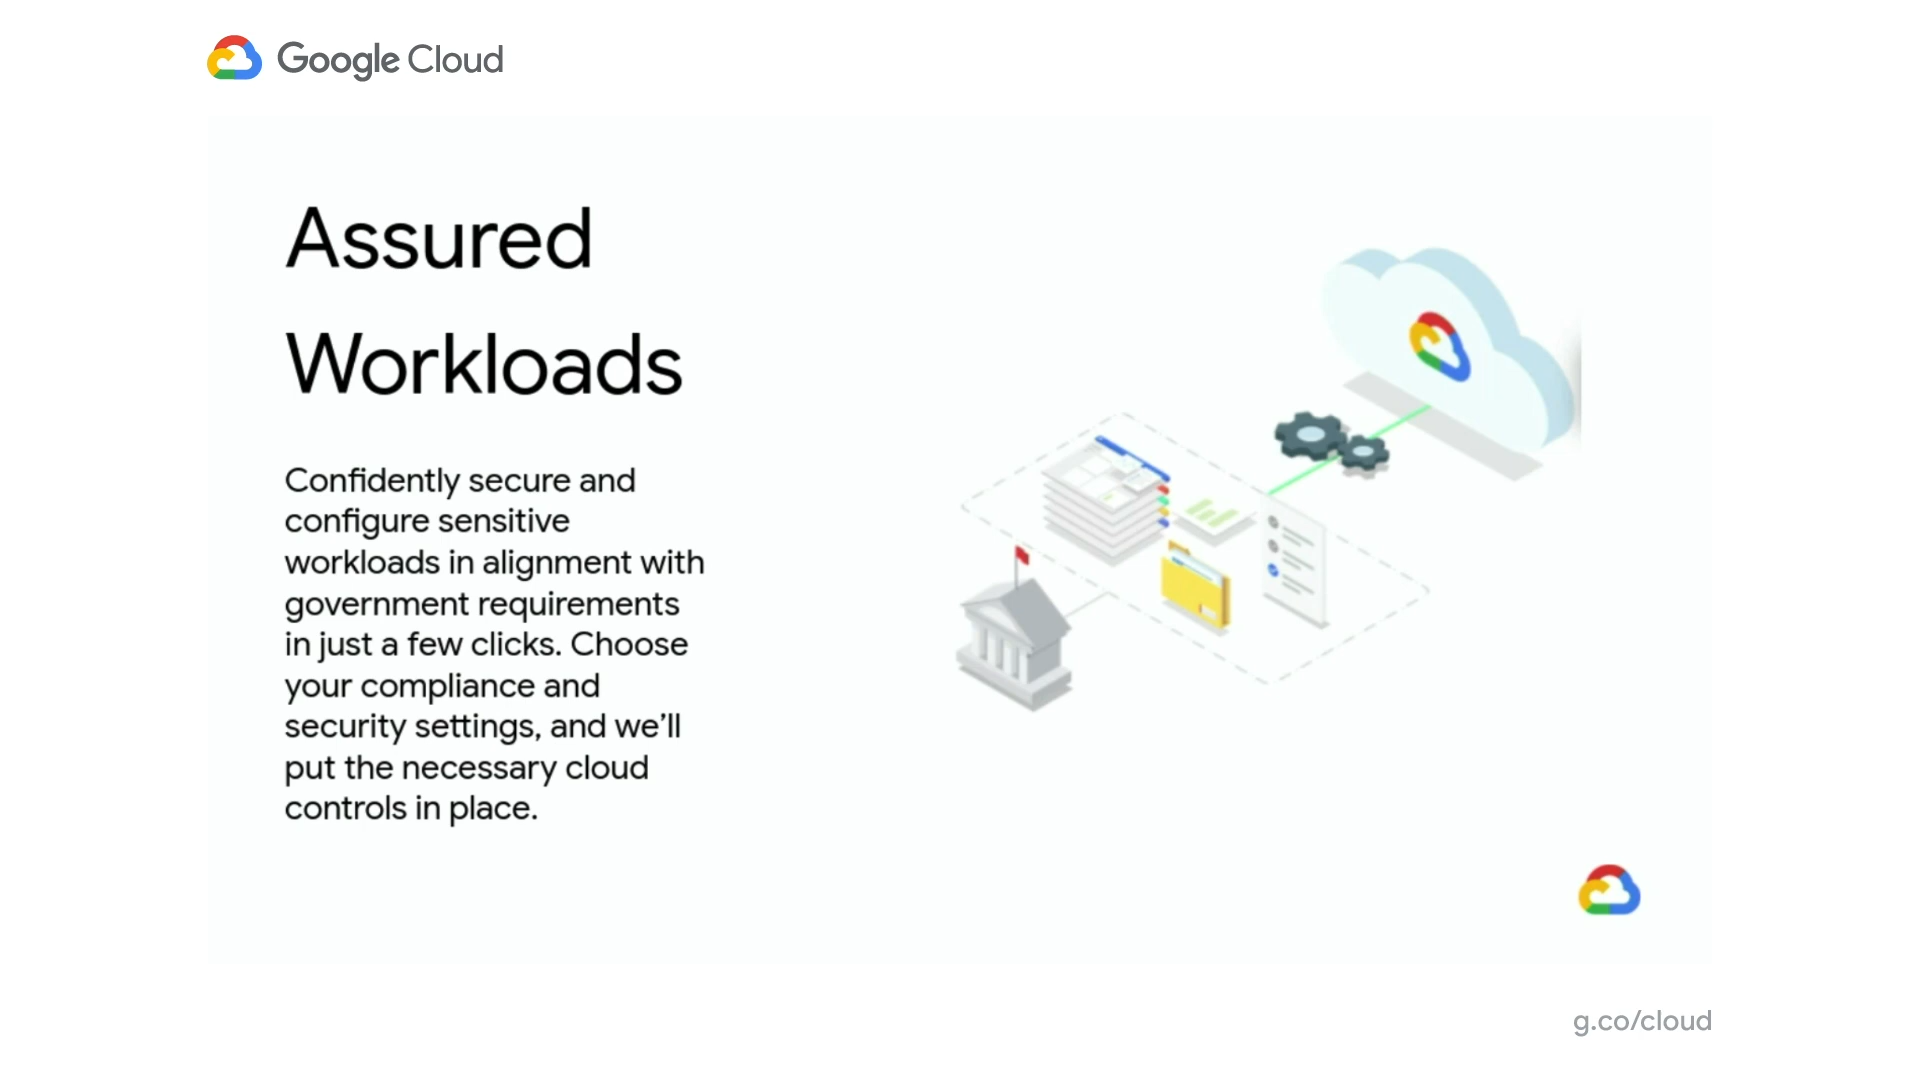 Google Cloud
Assured
Workloads
Confidently secure and
configure sensitive
workloads in alignment with
government requirements
in just a few clicks. Choose
your compliance and
security settings, and we’ll
put the necessary cloud
controls in place.
g.co/cloud